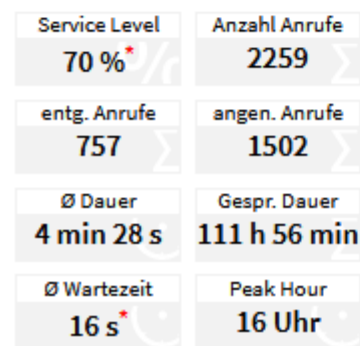 Service Level
70 %*
Anzahl Anrufe
2259
entg. Anrufe
757
angen. Anrufe
1502
Ø Dauer
4 min 28 s
Gespr. Dauer
111 h 56 min
Ø Wartezeit
16 s*
Peak Hour
16 Uhr